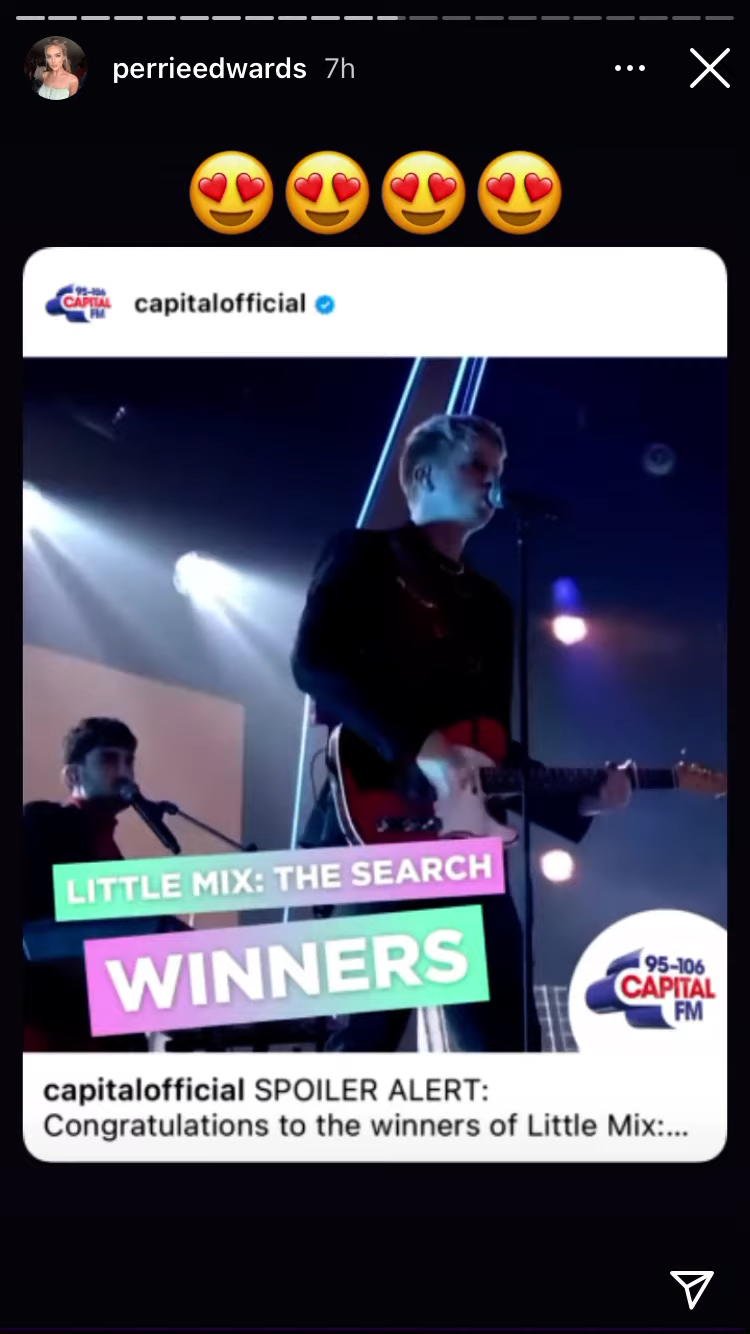 perrieedwards 7h
95-106
CAPITAL
FM
capitalofficial
LITTLE MIX: THE SEARCH
WINNERS
95-106
CAPITAL
FM
capitalofficial SPOILER ALERT:
Congratulations to the winners of Little Mix:...